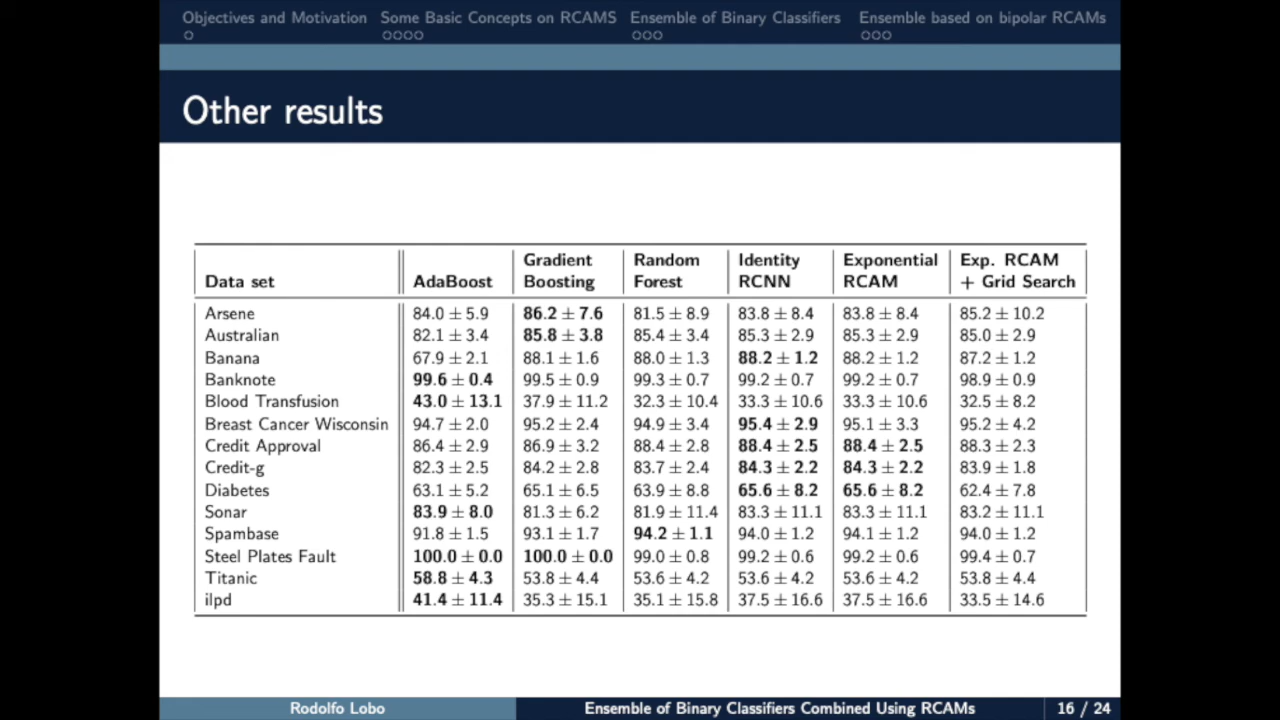 Objectives and Motivation Some Basic Concepts on RCAMS Ensemble of Binary Classifiers Ensemble based on bipolar RCAMs
Other results
Data set AdaBoost Gradient Boosting Random Forest Identity RCNN Exponential RCAM Exp. RCAM + Grid Search
Arsene 84.0 ± 5.9 86.2 ± 7.6 81.5 ± 8.9 83.8 ± 8.4 83.8 ± 8.4 85.2 ± 10.2
Australian 82.1 ± 3.4 85.8 ± 3.8 85.4 ± 3.4 85.3 ± 2.9 85.3 ± 2.9 85.0 ± 2.9
Banana 67.9 ± 2.1 88.1 ± 1.6 88.0 ± 1.3 88.2 ± 1.2 88.2 ± 1.2 87.2 ± 1.2
Banknote 99.6 ± 0.4 99.5 ± 0.9 99.3 ± 0.7 99.2 ± 0.7 99.2 ± 0.7 98.9 ± 0.9
Blood Transfusion 43.0 ± 13.1 37.9 ± 11.2 32.3 ± 10.4 33.3 ± 10.6 33.3 ± 10.6 32.5 ± 8.2
Breast Cancer Wisconsin 94.7 ± 2.0 95.2 ± 2.4 94.9 ± 3.4 95.4 ± 2.9 95.1 ± 3.3 95.2 ± 4.2
Credit Approval 86.4 ± 2.9 86.9 ± 3.2 88.4 ± 2.8 88.4 ± 2.5 88.4 ± 2.5 88.3 ± 2.3
Credit-g 82.3 ± 2.5 84.2 ± 2.8 83.7 ± 2.4 84.3 ± 2.2 84.3 ± 2.2 83.9 ± 1.8
Diabetes 63.1 ± 5.2 65.1 ± 6.5 63.9 ± 8.8 65.6 ± 8.2 65.6 ± 8.2 62.4 ± 7.8
Sonar 83.9 ± 8.0 81.3 ± 6.2 81.9 ± 11.4 83.3 ± 11.1 83.3 ± 11.1 83.2 ± 11.1
Spambase 91.8 ± 1.5 93.1 ± 1.7 94.2 ± 1.1 94.0 ± 1.2 94.1 ± 1.2 94.0 ± 1.2
Steel Plates Fault 100.0 ± 0.0 100.0 ± 0.0 99.0 ± 0.8 99.2 ± 0.6 99.2 ± 0.6 99.4 ± 0.7
Titanic 58.8 ± 4.3 53.8 ± 4.4 53.6 ± 4.2 53.6 ± 4.2 53.6 ± 4.2 53.8 ± 4.4
ilpd 41.4 ± 11.4 35.3 ± 15.1 35.1 ± 15.8 37.5 ± 16.6 37.5 ± 16.6 33.5 ± 14.6
Rodolfo Lobo Ensemble of Binary Classifiers Combined Using RCAMs 16 / 24